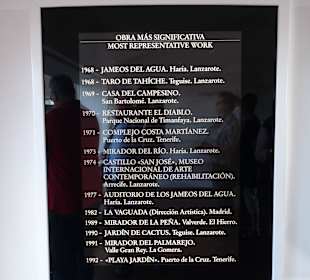 OBRA MÁS SIGNIFICATIVA
MOST REPRESENTATIVE WORK
1968 - JAMEOS DEL AGUA. Haría. Lanzarote.
1968 - TARO DE TAHÍCHE. Teguise. Lanzarote.
1969 - CASA DEL CAMPESINO.
San Bartolomé. Lanzarote.
1970 - RESTAURANTE EL DIABLO.
Parque Nacional de Timanfaya. Lanzarote.
1971 - COMPLEJO COSTA MARTIÁNEZ.
Puerto de la Cruz. Tenerife.
1973 - MIRADOR DEL RÍO. Haría. Lanzarote.
1974 - CASTILLO «SAN JOSÉ», MUSEO
INTERNACIONAL DE ARTE
CONTEMPORÁNEO (REHABILITACIÓN).
Arrecife. Lanzarote.
1977 - AUDITORIO DE LOS JAMEOS DEL AGUA.
Haría. Lanzarote.
1982 - LA VAGUADA (Dirección Artística). Madrid.
1989 - MIRADOR DE LA PEÑA. Valverde. El Hierro.
1990 - JARDÍN DE CACTUS. Teguise. Lanzarote.
1991 - MIRADOR DEL PALMAREJO.
Valle Gran Rey. La Gomera.
1992 - «PLAYA JARDÍN». Puerto de la Cruz. Tenerife.